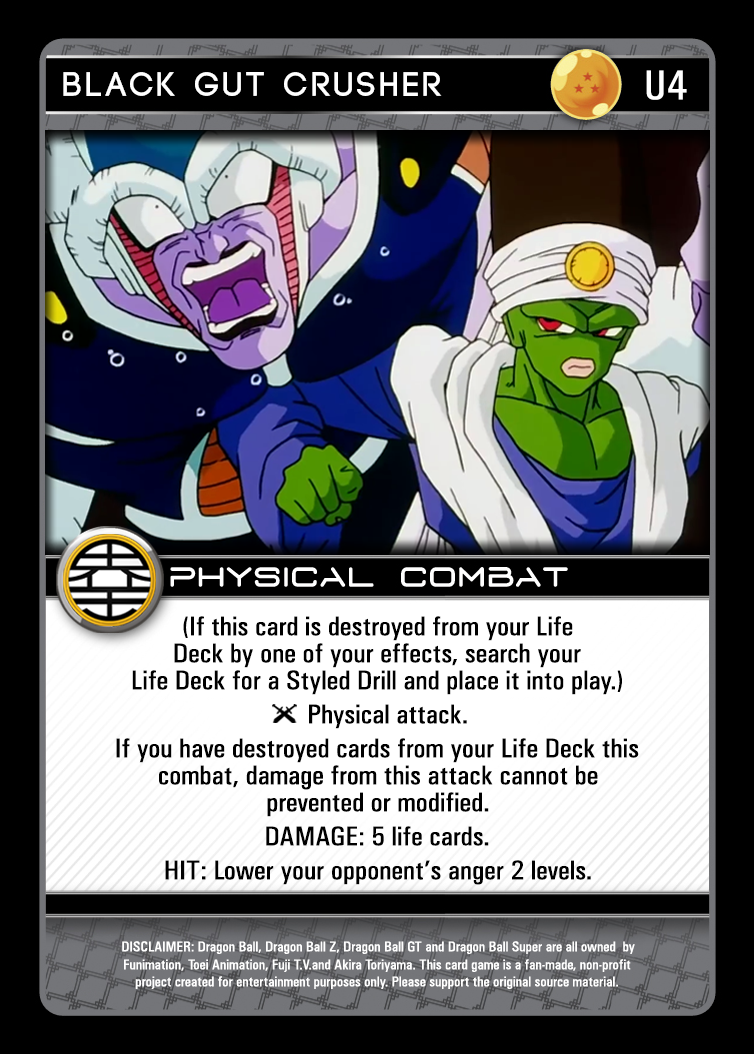 BLACK GUT CRUSHER U4
PHYSICAL COMBAT
(If this card is destroyed from your Life
Deck by one of your effects, search your
Life Deck for a Styled Drill and place it into play.)
Physical attack.
If you have destroyed cards from your Life Deck this
combat, damage from this attack cannot be
prevented or modified.
DAMAGE: 5 life cards.
HIT: Lower your opponent's anger 2 levels.
DISCLAIMER: Dragon Ball, Dragon Ball Z, Dragon Ball GT and Dragon Ball Super are all owned by
Funimation, Toei Animation, Fuji T.V.and Akira Toriyama. This card game is a fan-made, non-profit
project created for entertainment purposes only. Please support the original source material.